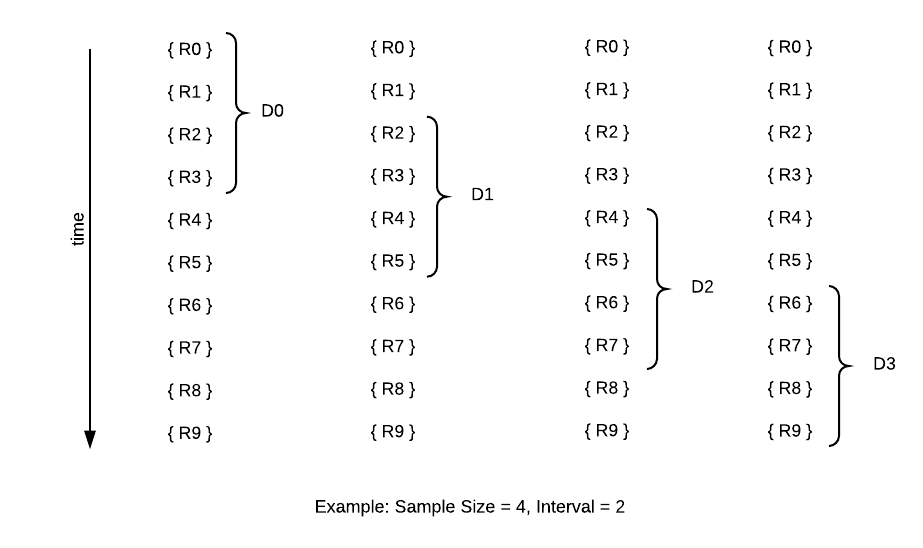 { R0 } { R0 } { R0 } { R0 }
{ R1 } { R1 } { R1 } { R1 }
D0
{ R2 } { R2 } { R2 } { R2 }
{ R3 } { R3 } { R3 } { R3 }
D1
{ R4 } { R4 } { R4 } { R4 }
time
{ R5 } { R5 } { R5 } { R5 }
D2
{ R6 } { R6 } { R6 } { R6 }
{ R7 } { R7 } { R7 } { R7 }
D3
{ R8 } { R8 } { R8 } { R8 }
{ R9 } { R9 } { R9 } { R9 }
Example: Sample Size = 4, Interval = 2